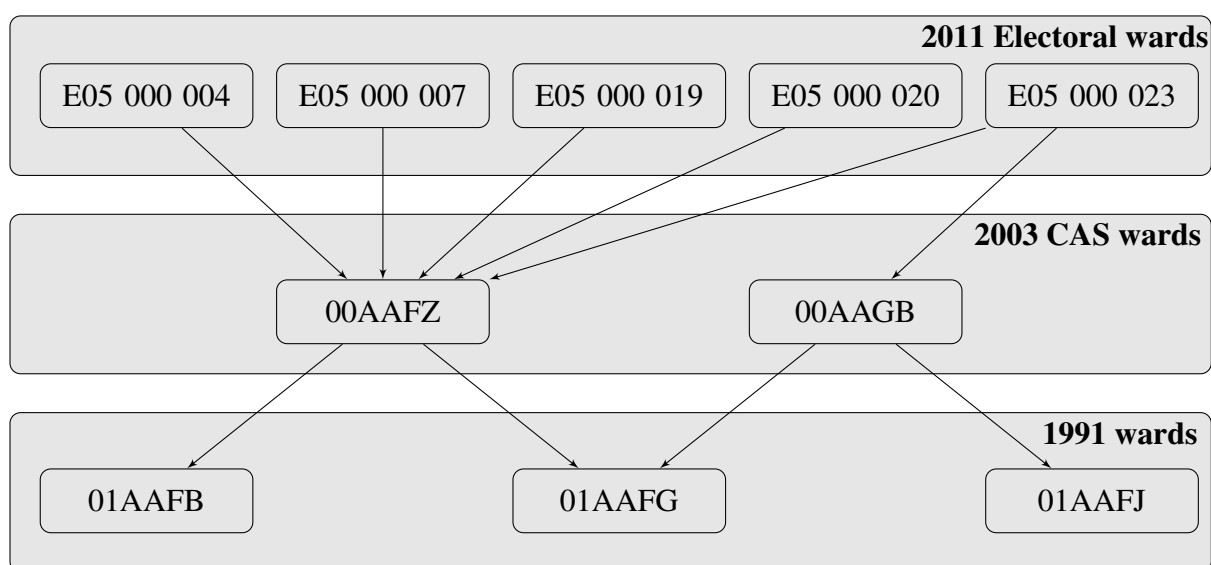 2011 Electoral wards
E05 000 004 E05 000 007 E05 000 019 E05 000 020 E05 000 023
2003 CAS wards
00AAFZ 00AAGB
1991 wards
01AAFB 01AAFG 01AAFJ